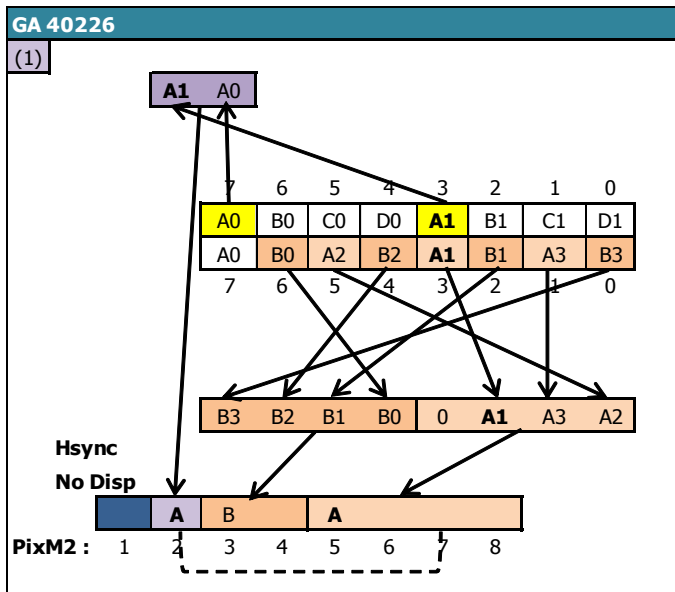 GA 40226
(1)
A1 A0
7 6 5 4 3 2 1 0
A0 B0 C0 D0 A1 B1 C1 D1
A0 B0 A2 B2 A1 B1 A3 B3
7 6 5 4 3 2 1 0
B3 B2 B1 B0 0 A1 A3 A2
Hsync
No Disp
A B A
PixM2 : 1 2 3 4 5 6 7 8